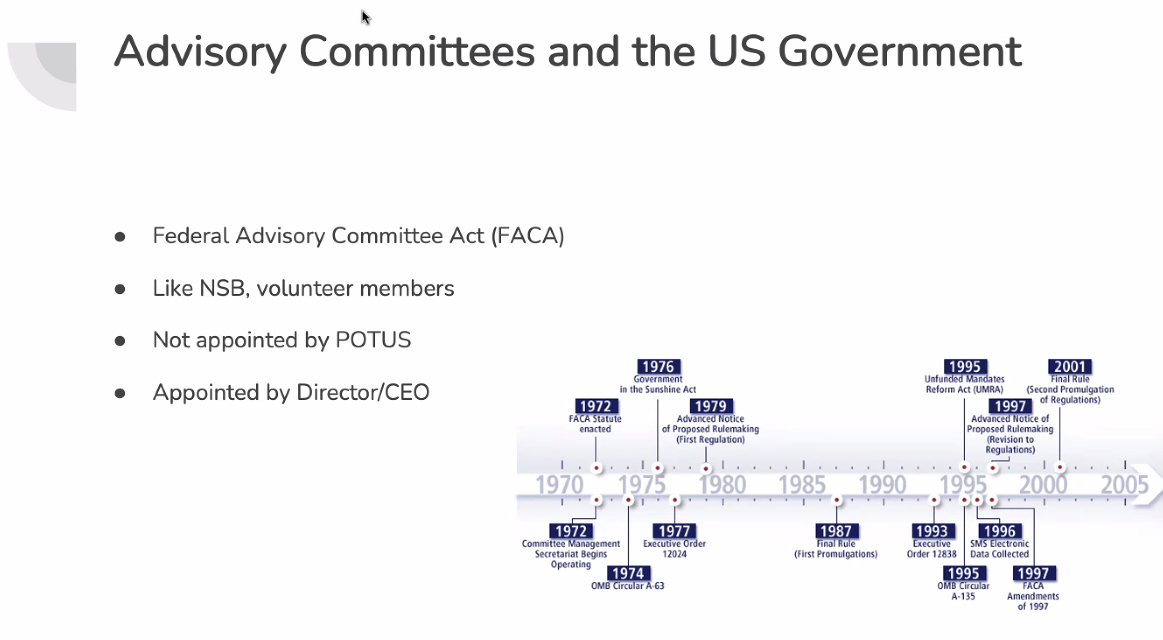 Advisory Committees and the US Government
● Federal Advisory Committee Act (FACA)
● Like NSB, volunteer members
● Not appointed by POTUS
● Appointed by Director/CEO
1976
Government
in the Sunshine Act
1995
Unfunded Mandates
Reform Act (UMRA)
2001
Final Rule
(Second Promulgation
of Regulations)
1972
FACA Statute
enacted
1979
Advanced Notice
of Proposed Rulemaking
(First Regulation)
1997
Advanced Notice of
Proposed Rulemaking
(Revision to
Regulations)
1970 1975 1980 1985 1990 1995 2000 2005
1972
Committee Management
Secretariat Begins
Operating
1977
Executive Order
12024
1987
Final Rule
(First Promulgations)
1993
Executive
Order 12838
1996
SMS Electronic
Data Collected
1974
OMB Circular A-63
1995
OMB Circular
A-135
1997
FACA
Amendments
of 1997